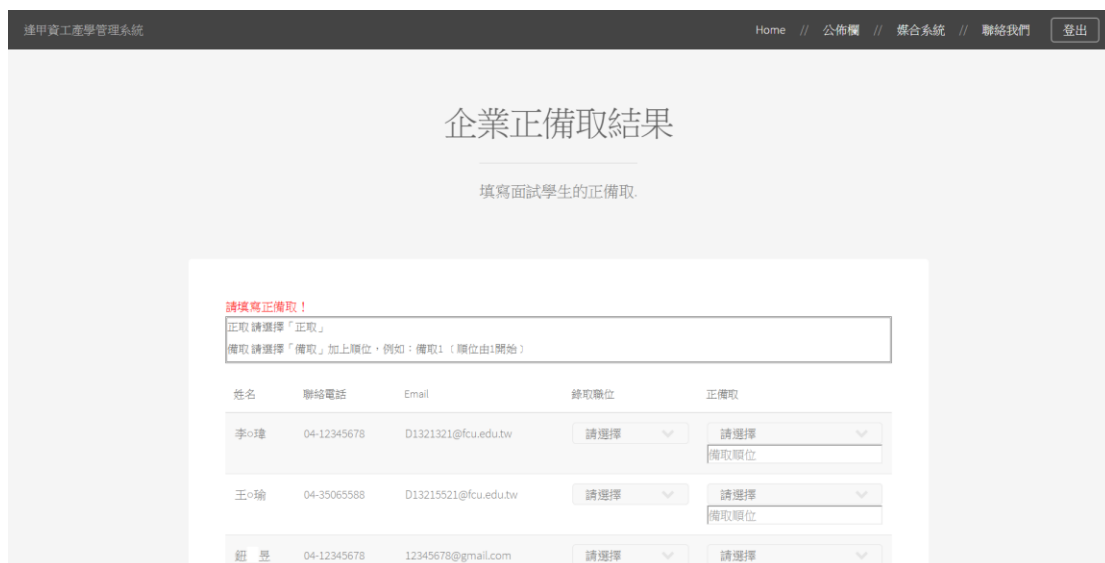 逢甲資工產學管理系統 Home // 公佈欄 // 媒合系統 // 聯絡我們 登出
企業正備取結果
填寫面試學生的正備取.
請填寫正備取！
正取 請選擇「正取」
備取 請選擇「備取」加上順位，例如：備取1（順位由1開始）
姓名 聯絡電話 Email 錄取職位 正備取
李○瑋 04-12345678 D1321321@fcu.edu.tw 請選擇 請選擇
備取順位
王○瑜 04-35065588 D13215521@fcu.edu.tw 請選擇 請選擇
備取順位
鈕 昱 04-12345678 12345678@gmail.com 請選擇 請選擇